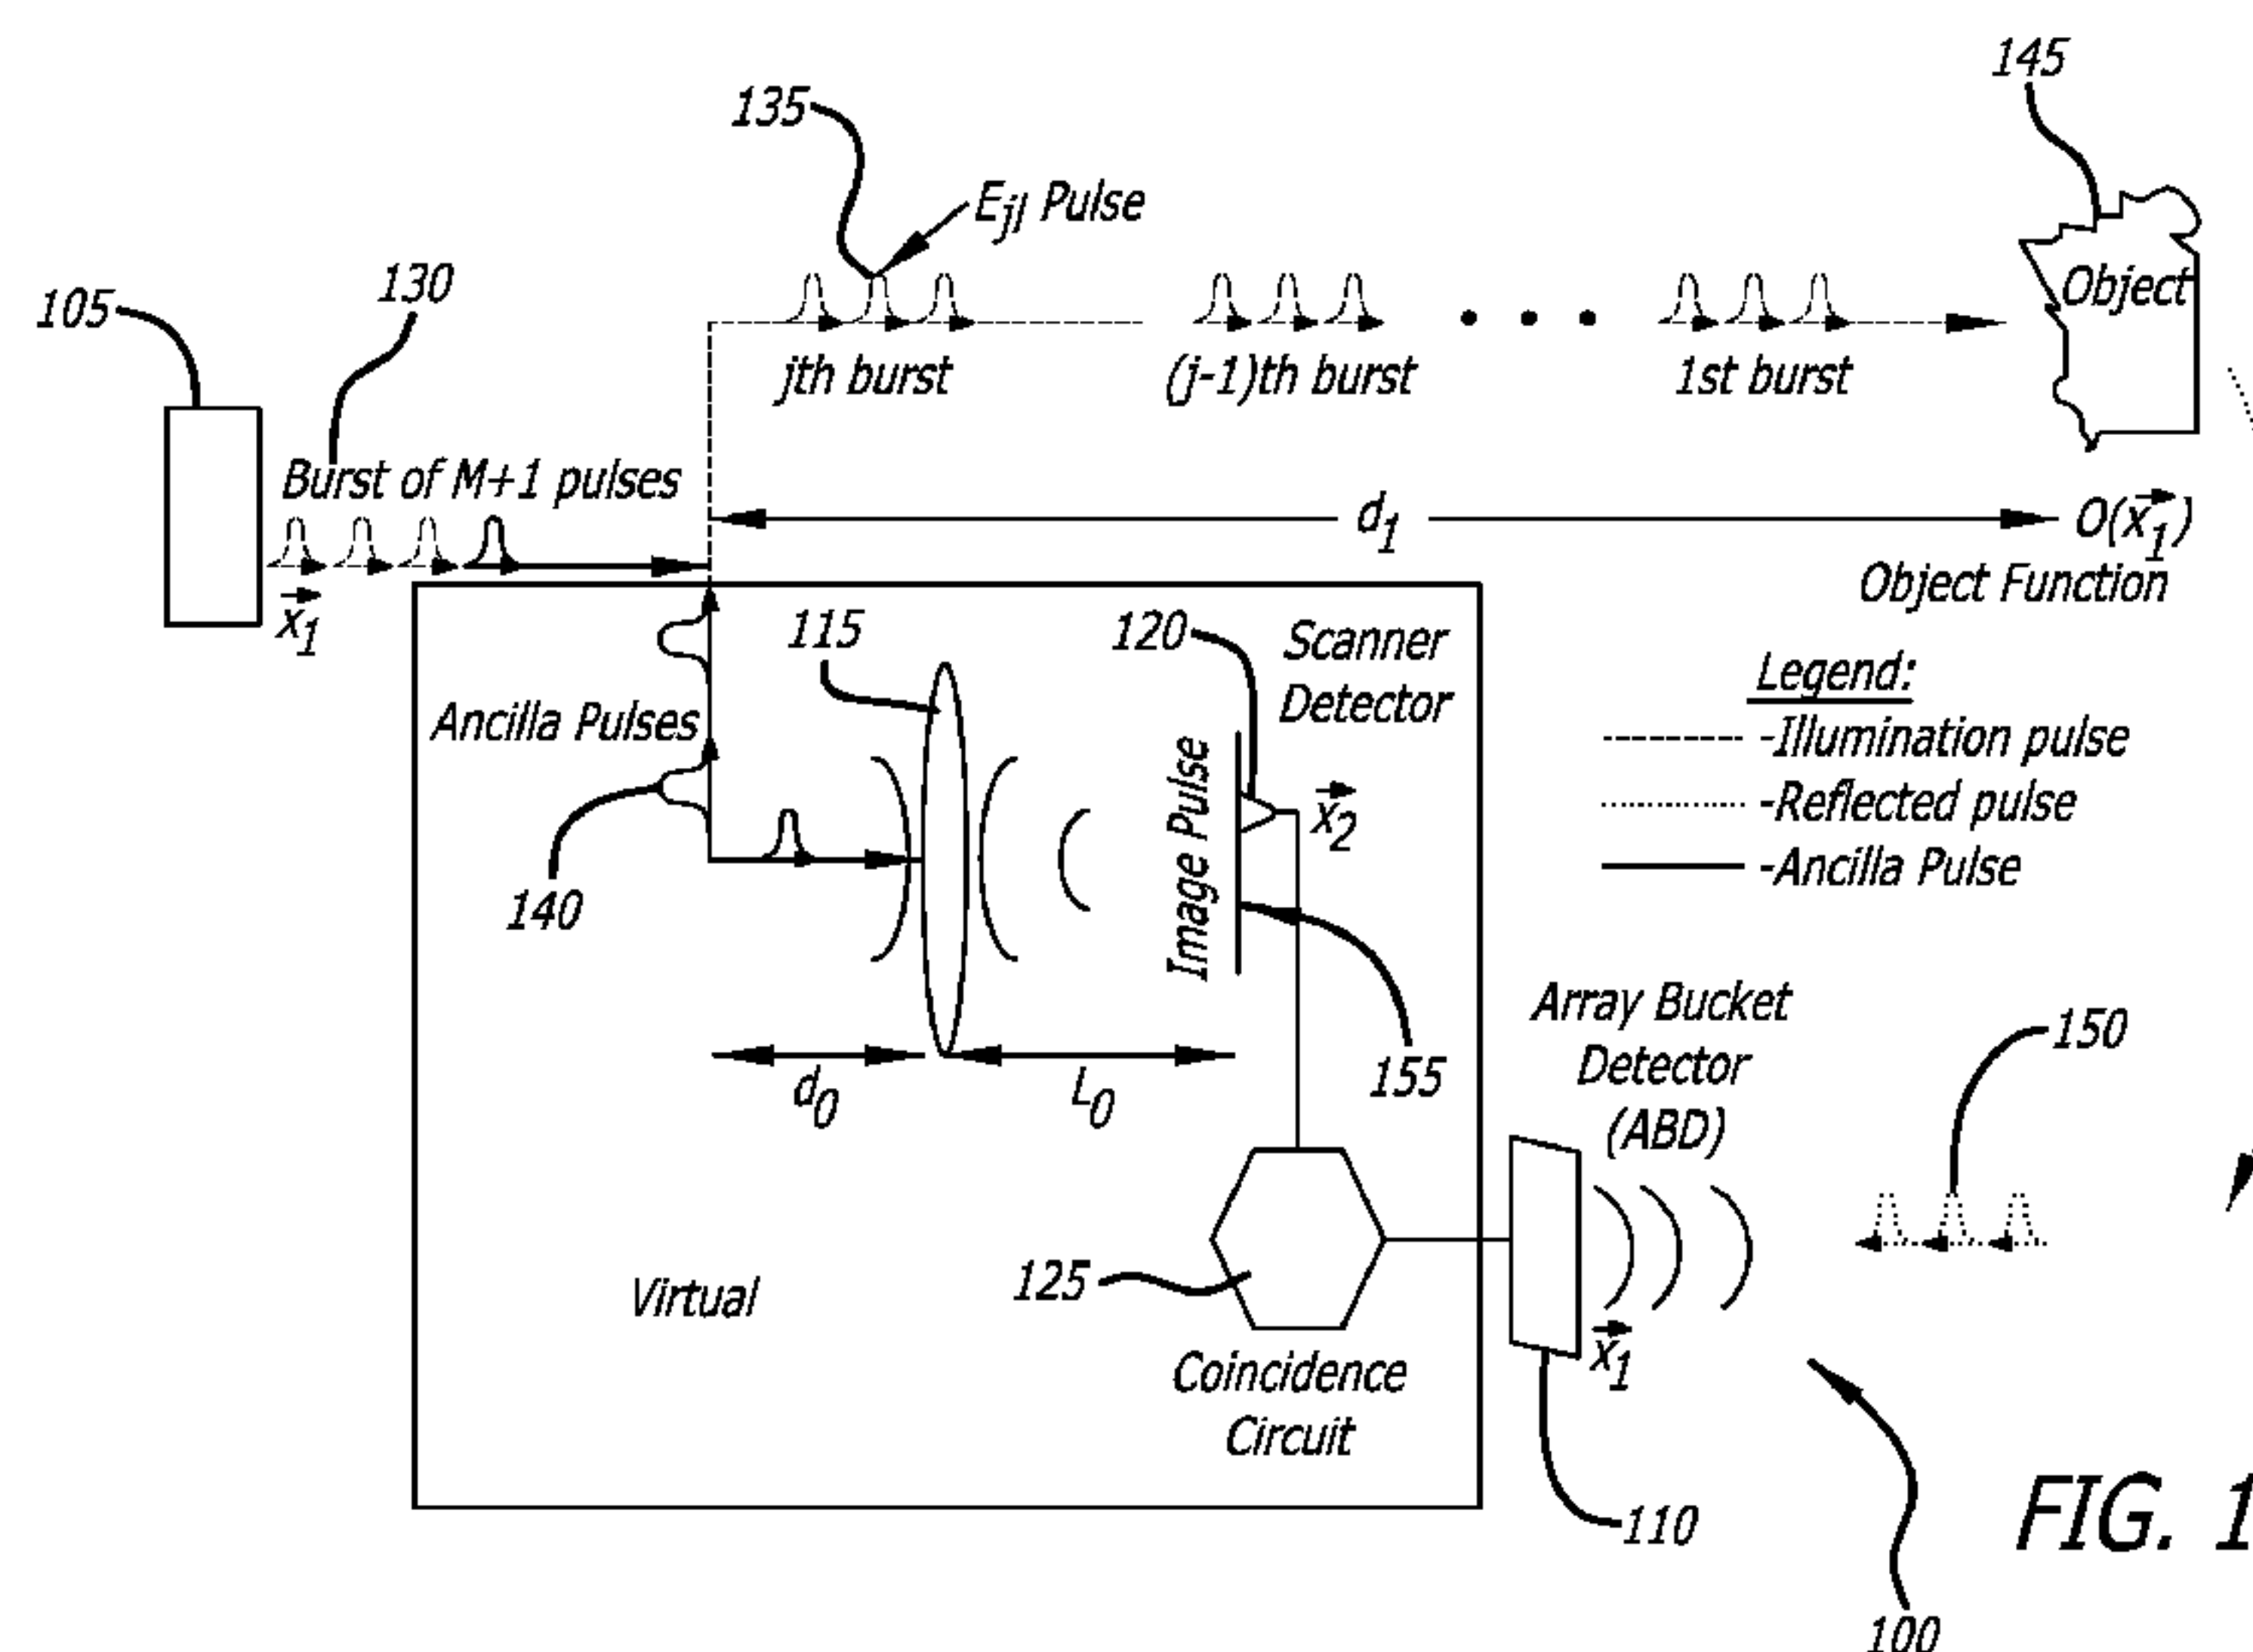 145
135
E_jl Pulse
130
105
Object
jth burst
(j-1)th burst
1st burst
Burst of M+1 pulses
d1
O(x1)
Object Function
x1
115
120
Scanner
Detector
Legend:
Ancilla Pulses
-Illumination pulse
Image Pulse
x2
-Reflected pulse
-Ancilla Pulse
140
Array Bucket
Detector
(ABD)
150
155
d0
L0
125
Virtual
x1
Coincidence
Circuit
110
FIG. 1
100